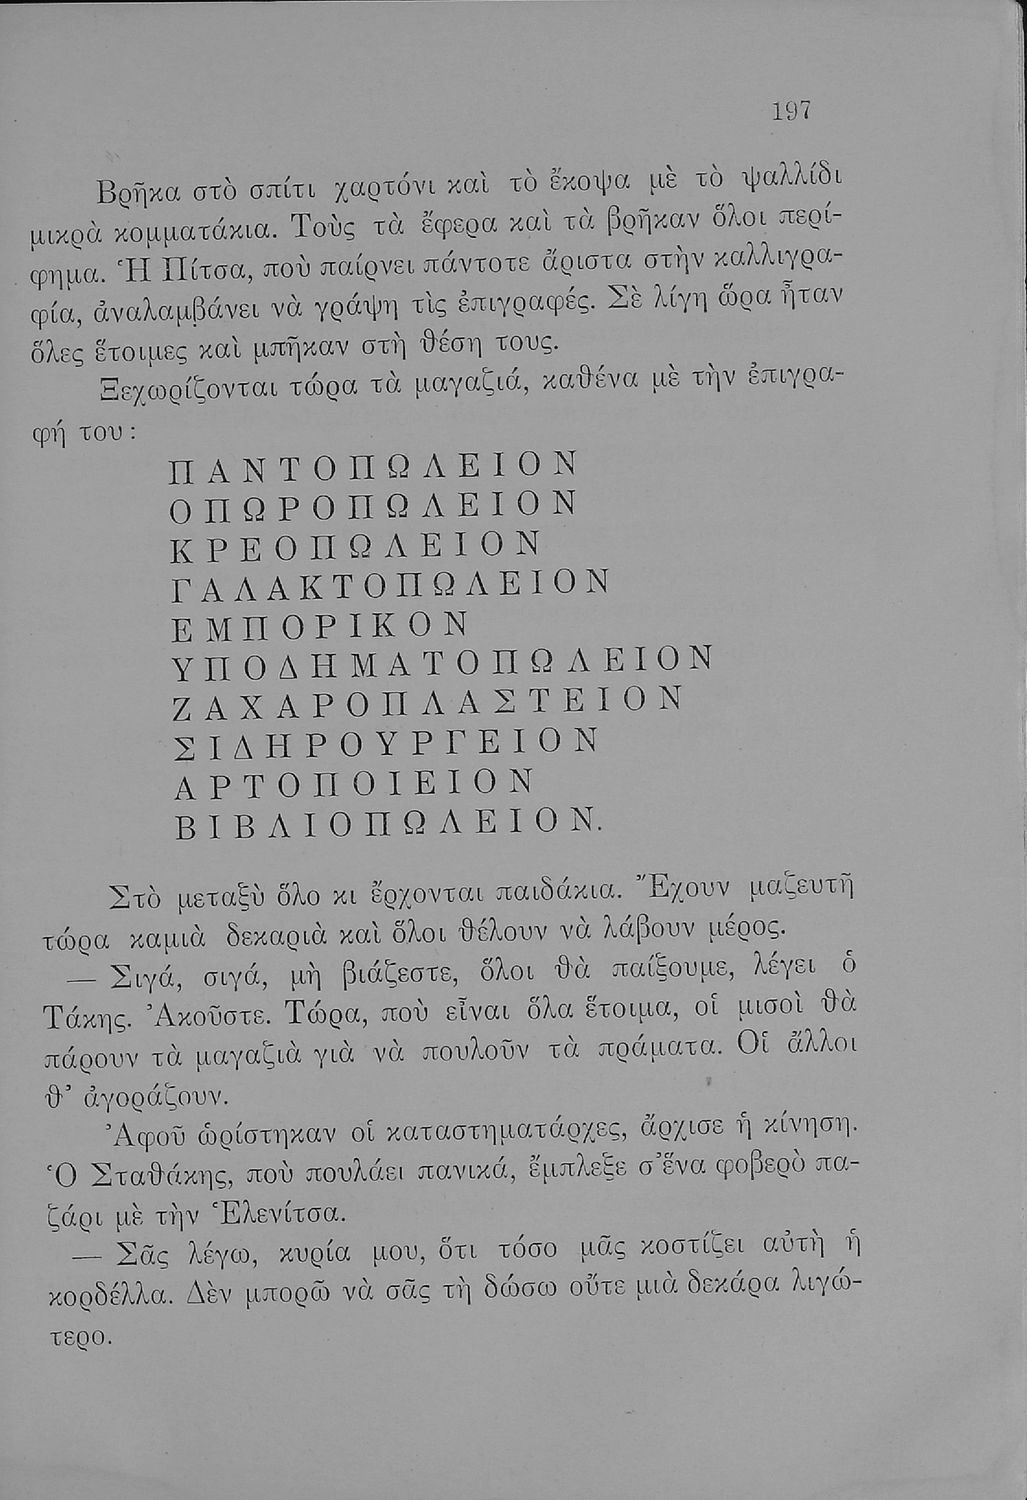 197
Βρῆκα στὸ σπίτι χαρτόνι καὶ τὸ ἔκοψα μὲ τὸ ψαλλίδι
μικρὰ κομματάκια. Τοὺς τὰ ἔφερα καὶ τὰ βρῆκαν ὅλοι περί-
φημα. Ἡ Πίτσα, ποὺ παίρνει πάντοτε ἄριστα στὴν καλλιγρα-
φία, ἀναλαμβάνει νὰ γράψη τὶς ἐπιγραφές. Σὲ λίγη ὥρα ἦταν
ὅλες ἕτοιμες καὶ μπῆκαν στὴ θέση τους.
Ξεχωρίζονται τώρα τὰ μαγαζιά, καθένα μὲ τὴν ἐπιγρα-
φή του :
ΠΑΝΤΟΠΩΛΕΙΟΝ
ΟΠΩΡΟΠΩΛΕΙΟΝ
ΚΡΕΟΠΩΛΕΙΟΝ
ΓΑΛΑΚΤΟΠΩΛΕΙΟΝ
ΕΜΠΟΡΙΚΟΝ
ΥΠΟΔΗΜΑΤΟΠΩΛΕΙΟΝ
ΖΑΧΑΡΟΠΛΑΣΤΕΙΟΝ
ΣΙΔΗΡΟΥΡΓΕΙΟΝ
ΑΡΤΟΠΟΙΕΙΟΝ
ΒΙΒΛΙΟΠΩΛΕΙΟΝ.
Στὸ μεταξὺ ὅλο κι ἔρχονται παιδάκια. Ἔχουν μαζευτῆ
τώρα καμιὰ δεκαριὰ καὶ ὅλοι θέλουν νὰ λάβουν μέρος.
— Σιγά, σιγά, μὴ βιάζεστε, ὅλοι θὰ παίξουμε, λέγει ὁ
Τάκης. Ἀκοῦστε. Τώρα, ποὺ εἶναι ὅλα ἕτοιμα, οἱ μισοὶ θὰ
πάρουν τὰ μαγαζιὰ γιὰ νὰ πουλοῦν τὰ πράματα. Οἱ ἄλλοι
θ' ἀγοράζουν.
Ἀφοῦ ὡρίστηκαν οἱ καταστηματάρχες, ἄρχισε ἡ κίνηση.
Ὁ Σταθάκης, ποὺ πουλάει πανικά, ἔμπλεξε σ' ἕνα φοβερὸ πα-
ζάρι μὲ τὴν Ἑλενίτσα.
— Σᾶς λέγω, κυρία μου, ὅτι τόσο μᾶς κοστίζει αὐτὴ ἡ
κορδέλλα. Δὲν μπορῶ νὰ σᾶς τὴ δώσω οὔτε μιὰ δεκάρα λιγώ-
τερο.